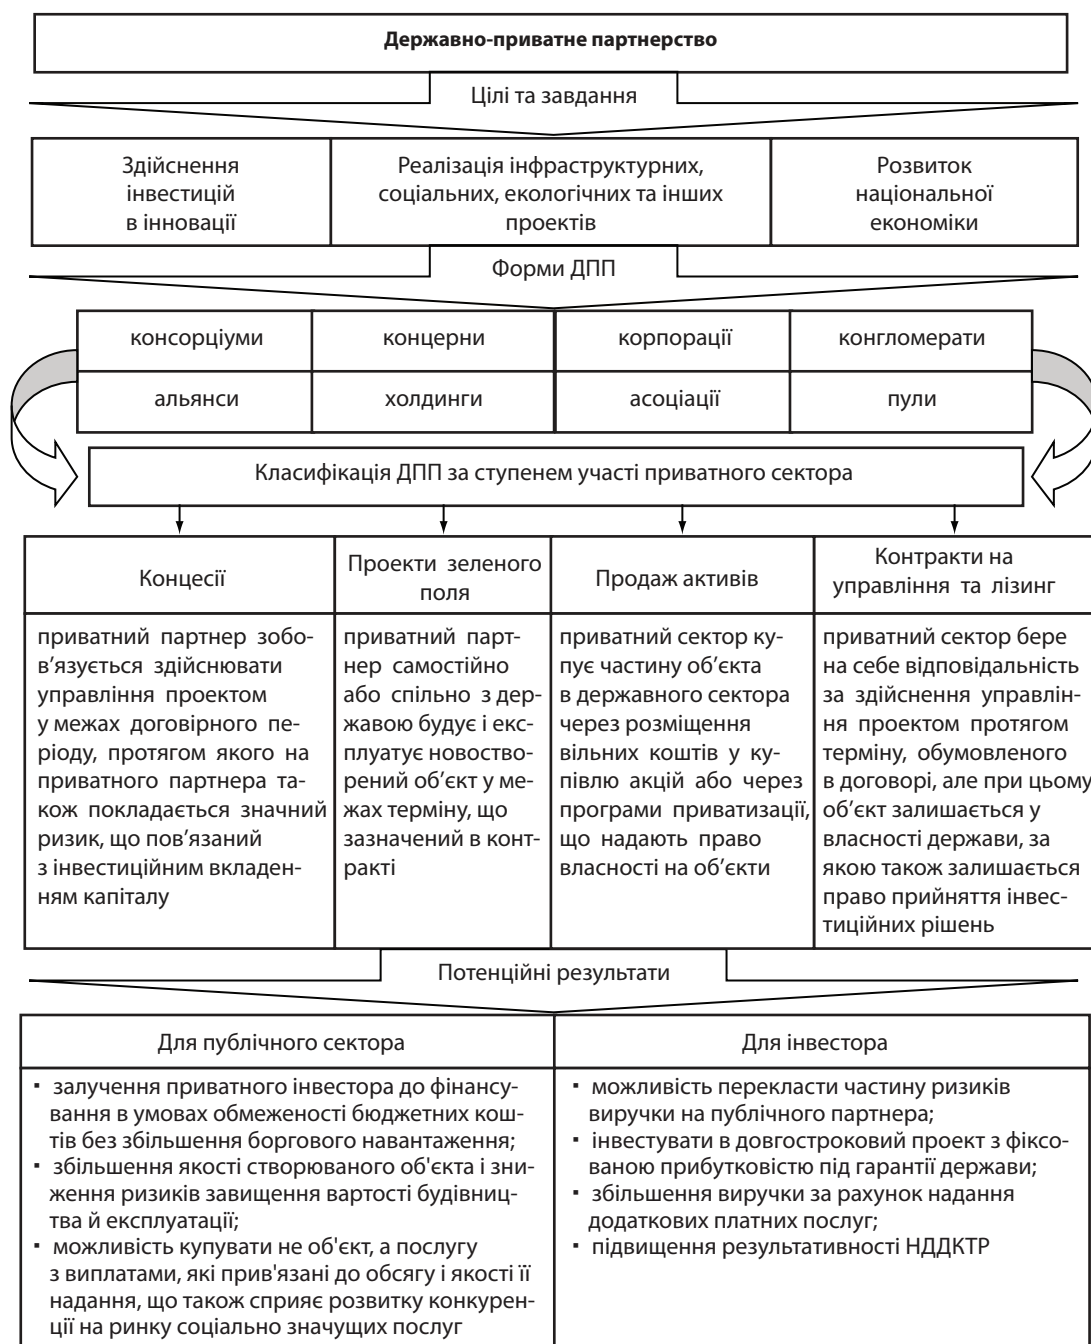 Державно-приватне партнерство
Цілі та завдання
Здійснення
інвестицій
в інновації
Реалізація інфраструктурних,
соціальних, екологічних та інших
проектів
Розвиток
національної
економіки
Форми ДПП
консорціуми
концерни
корпорації
конгломерати
альянси
холдинги
асоціації
пули
Класифікація ДПП за ступенем участі приватного сектора
Концесії
Проекти зеленого
поля
Продаж активів
Контракти на
управління та лізинг
приватний партнер зобо-
в’язується здійснювати
управління проектом
у межах договірного пе-
ріоду, протягом якого на
приватного партнера та-
кож покладається значний
ризик, що пов’язаний
з інвестиційним вкладен-
ням капіталу
приватний парт-
нер самостійно
або спільно з дер-
жавою будує і екс-
плуатує новоство-
рений об’єкт у ме-
жах терміну, що
зазначений в конт-
ракті
приватний сектор ку-
пує частину об’єкта
в державного сектора
через розміщення
вільних коштів у ку-
півлю акцій або через
програми приватизації,
що надають право
власності на об’єкти
приватний сектор бере
на себе відповідальність
за здійснення управлін-
ня проектом протягом
терміну, обумовленого
в договорі, але при цьому
об’єкт залишається у
власності держави, за
якою також залишається
право прийняття інвес-
тиційних рішень
Потенційні результати
Для публічного сектора
▪ залучення приватного інвестора до фінансу-
вання в умовах обмеженості бюджетних кош-
тів без збільшення боргового навантаження;
▪ збільшення якості створюваного об'єкта і зни-
ження ризиків завищення вартості будівниц-
тва й експлуатації;
▪ можливість купувати не об’єкт, а послугу
з виплатами, які прив'язані до обсягу і якості її
надання, що також сприяє розвитку конкурен-
ції на ринку соціально значущих послуг
Для інвестора
▪ можливість перекласти частину ризиків
виручки на публічного партнера;
▪ інвестувати в довгостроковий проект з фіксо-
ваною прибутковістю під гарантії держави;
▪ збільшення виручки за рахунок надання
додаткових платних послуг;
▪ підвищення результативності НДДКТР